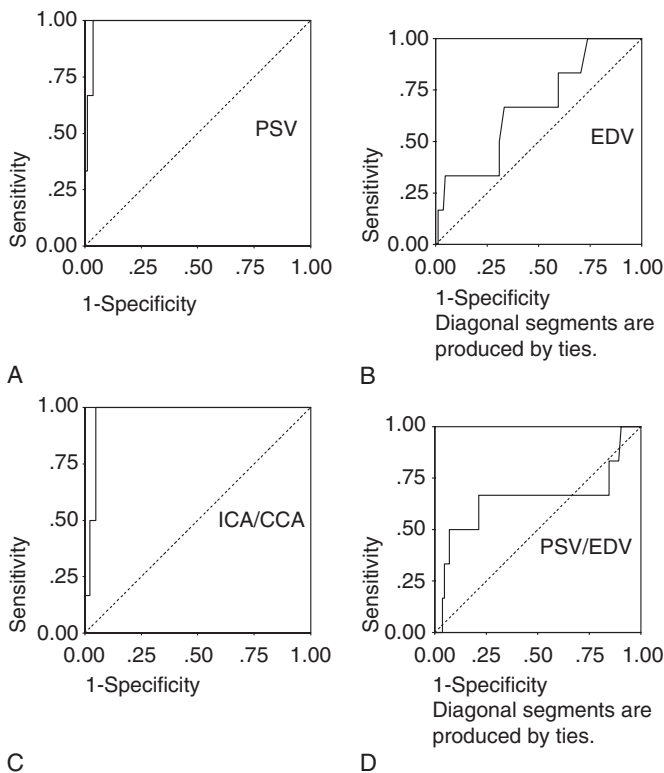 1.00
.75
.50
.25
0.00
Sensitivity
PSV
0.00 .25 .50 .75 1.00
1-Specificity
A
1.00
.75
.50
.25
0.00
Sensitivity
EDV
0.00 .25 .50 .75 1.00
1-Specificity
Diagonal segments are
produced by ties.
B
1.00
.75
.50
.25
0.00
Sensitivity
ICA/CCA
0.00 .25 .50 .75 1.00
1-Specificity
C
1.00
.75
.50
.25
0.00
Sensitivity
PSV/EDV
0.00 .25 .50 .75 1.00
1-Specificity
Diagonal segments are
produced by ties.
D